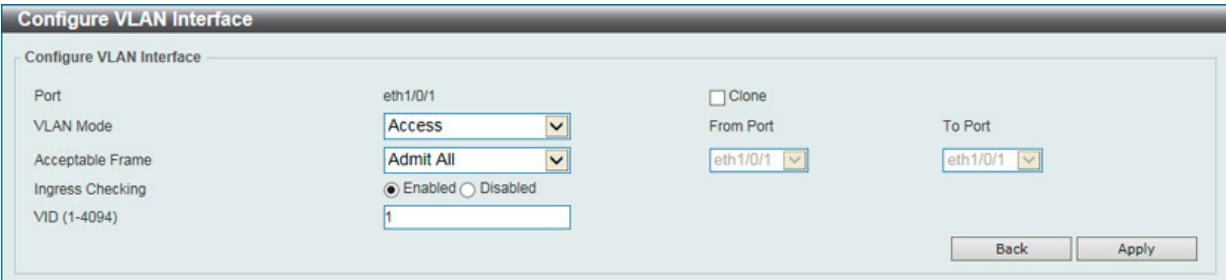 Configure VLAN Interface
Configure VLAN Interface
Port eth1/0/1 Clone
VLAN Mode Access From Port To Port
Acceptable Frame Admit All eth1/0/1 eth1/0/1
Ingress Checking Enabled Disabled
VID (1-4094) 1
Back Apply